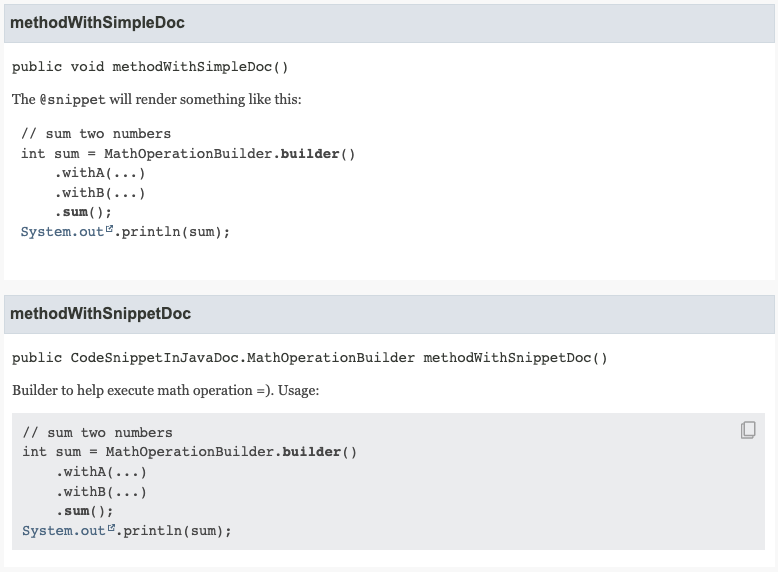 methodWithSimpleDoc
public void methodWithSimpleDoc()
The @snippet will render something like this:
// sum two numbers
int sum = MathOperationBuilder.builder()
    .withA(...)
    .withB(...)
    .sum();
System.out.println(sum);
methodWithSnippetDoc
public CodeSnippetInJavaDoc.MathOperationBuilder methodWithSnippetDoc()
Builder to help execute math operation =). Usage:
// sum two numbers
int sum = MathOperationBuilder.builder()
    .withA(...)
    .withB(...)
    .sum();
System.out.println(sum);